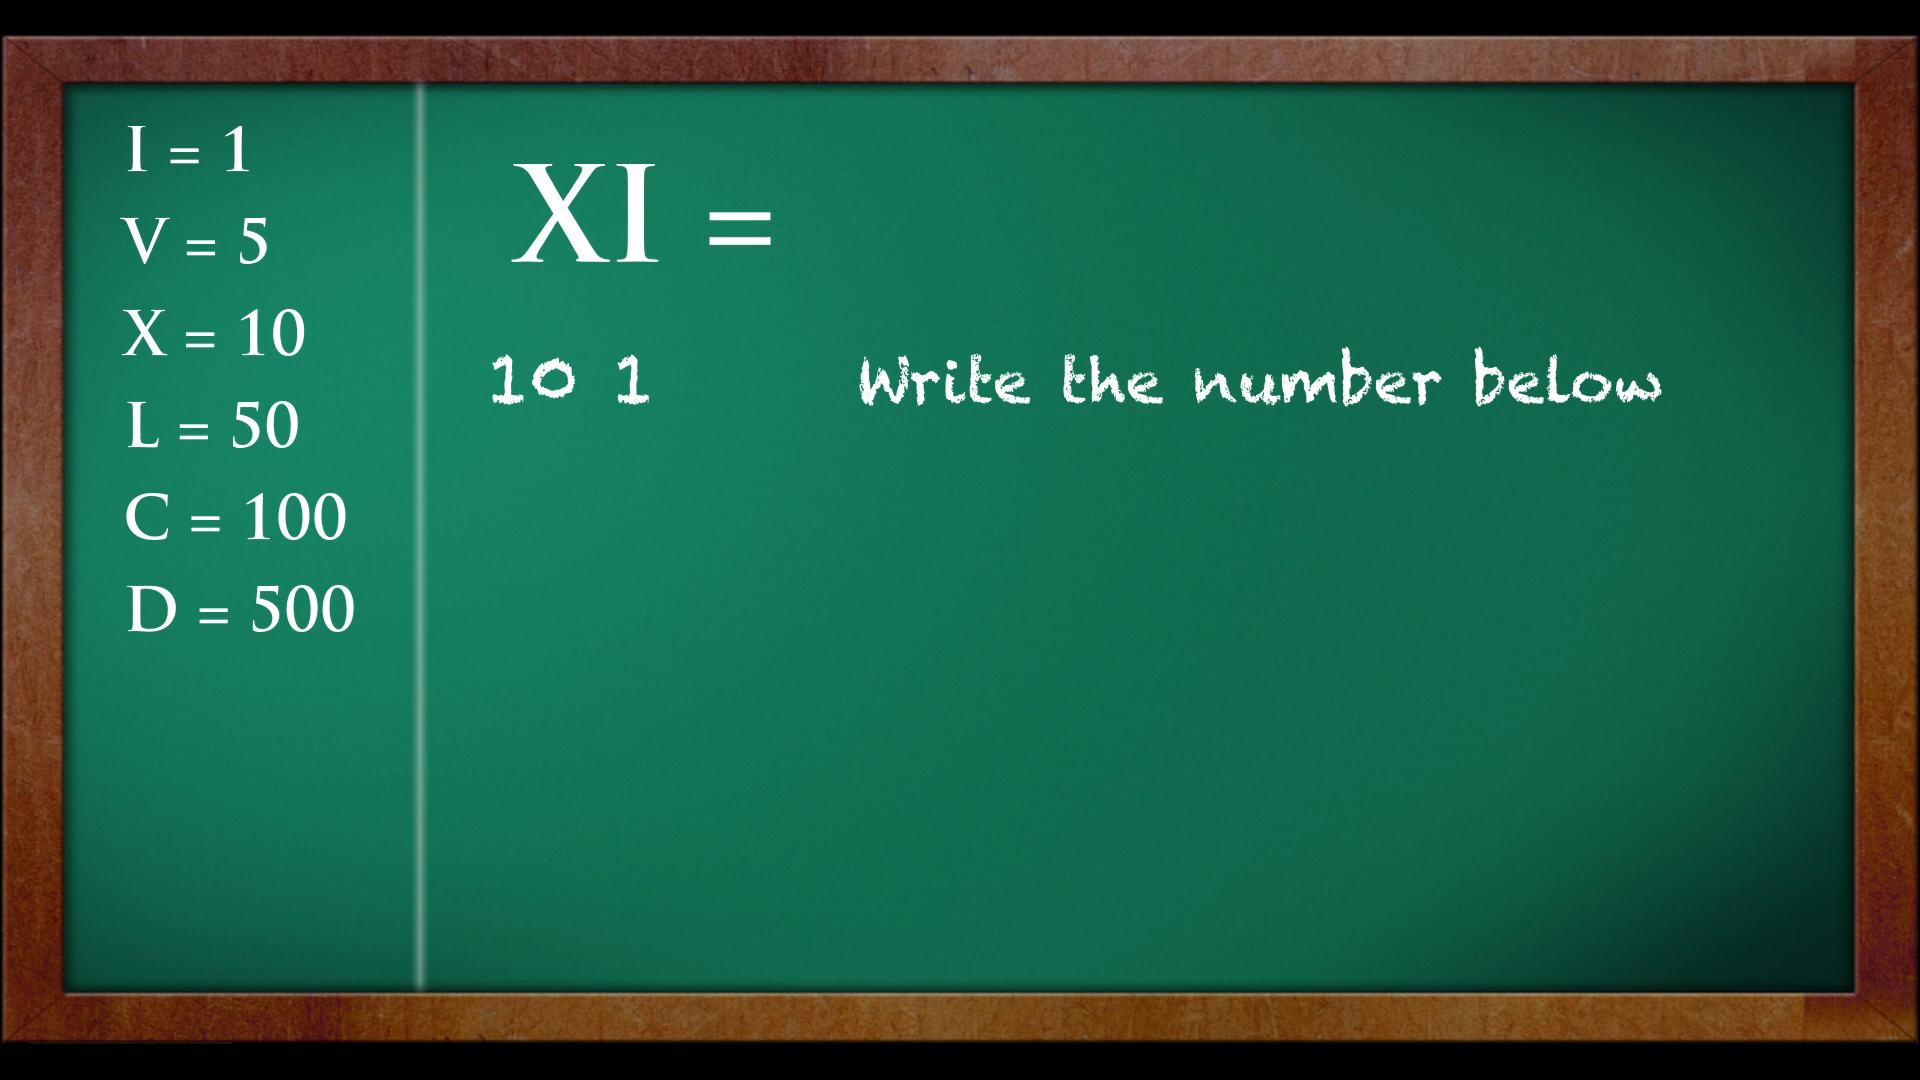 I = 1
V = 5
X = 10
L = 50
C = 100
D = 500
XI =
10 1
Write the number below